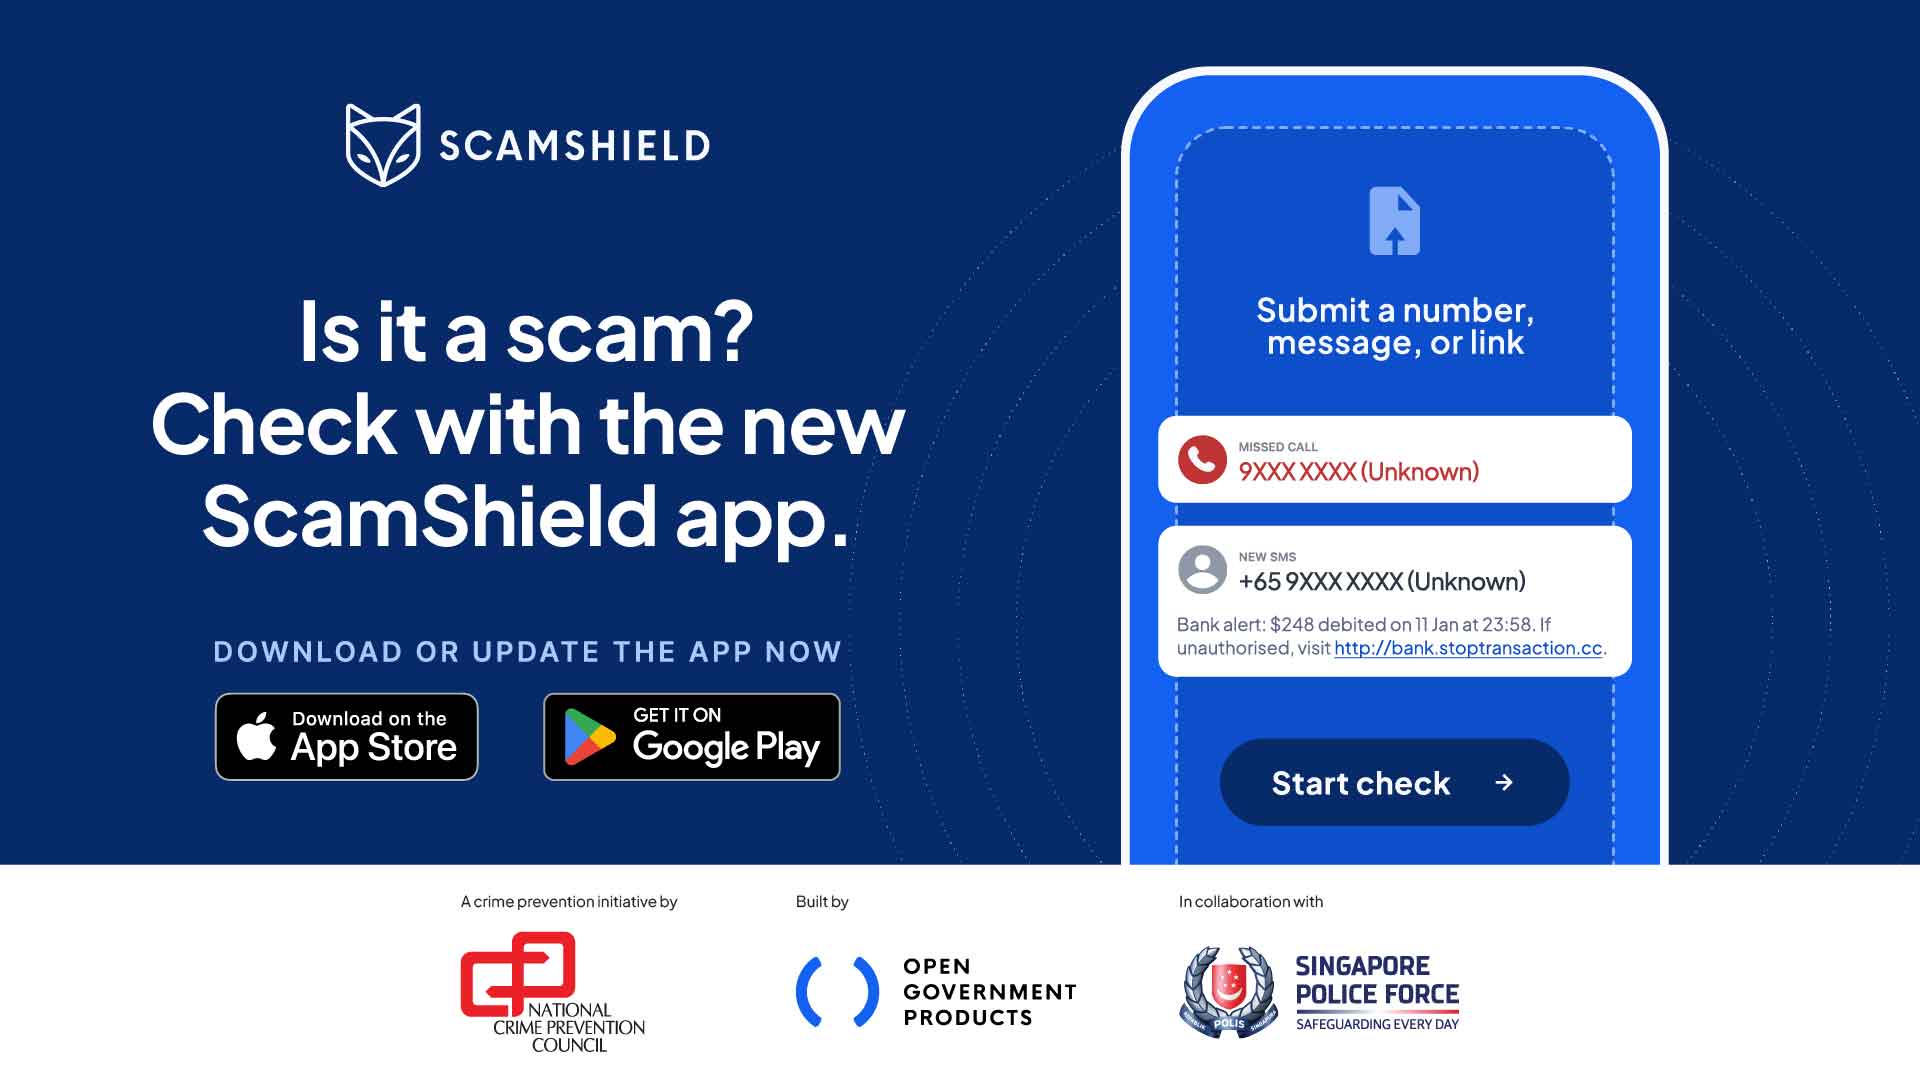 SCAMSHIELD
Is it a scam?
Check with the new
ScamShield app.
DOWNLOAD OR UPDATE THE APP NOW
Download on the
App Store
GET IT ON
Google Play
Submit a number,
message, or link
MISSED CALL
9XXX XXXX (Unknown)
NEW SMS
+65 9XXX XXXX (Unknown)
Bank alert: $248 debited on 11 Jan at 23:58. If
unauthorised, visit http://bank.stoptransaction.cc.
Start check →
A crime prevention initiative by
NATIONAL
CRIME PREVENTION
COUNCIL
Built by
OPEN
GOVERNMENT
PRODUCTS
In collaboration with
REPUBLIK POLIS SINGAPURA
SINGAPORE
POLICE FORCE
SAFEGUARDING EVERY DAY